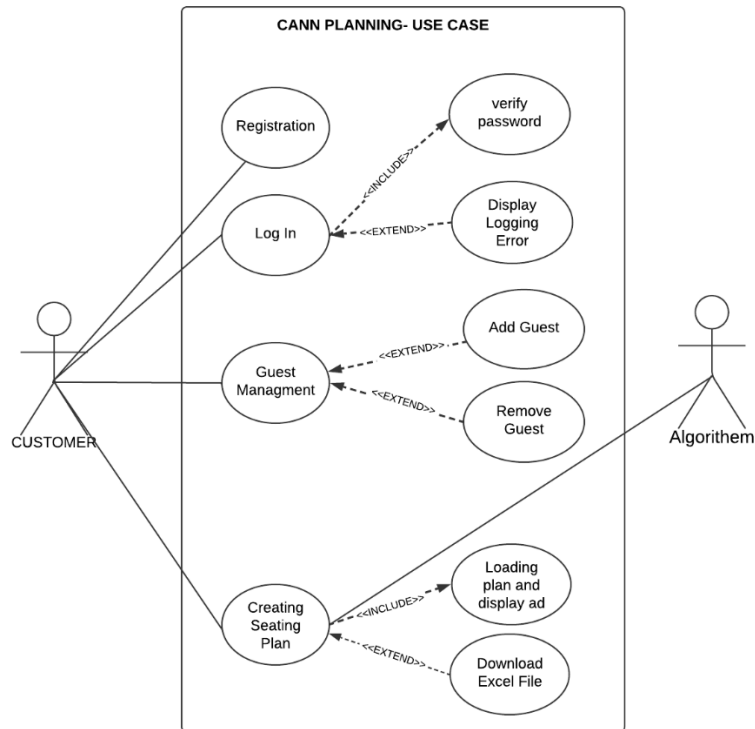 CANN PLANNING- USE CASE
Registration
verify
password
<<INCLUDE>>
Log In
Display
Logging
Error
<<EXTEND>>
Add Guest
<<EXTEND>>
Guest
Managment
<<EXTEND>>
Remove
Guest
CUSTOMER
Algorithem
Loading
plan and
display ad
<<INCLUDE>>
Creating
Seating
Plan
<<EXTEND>>
Download
Excel File